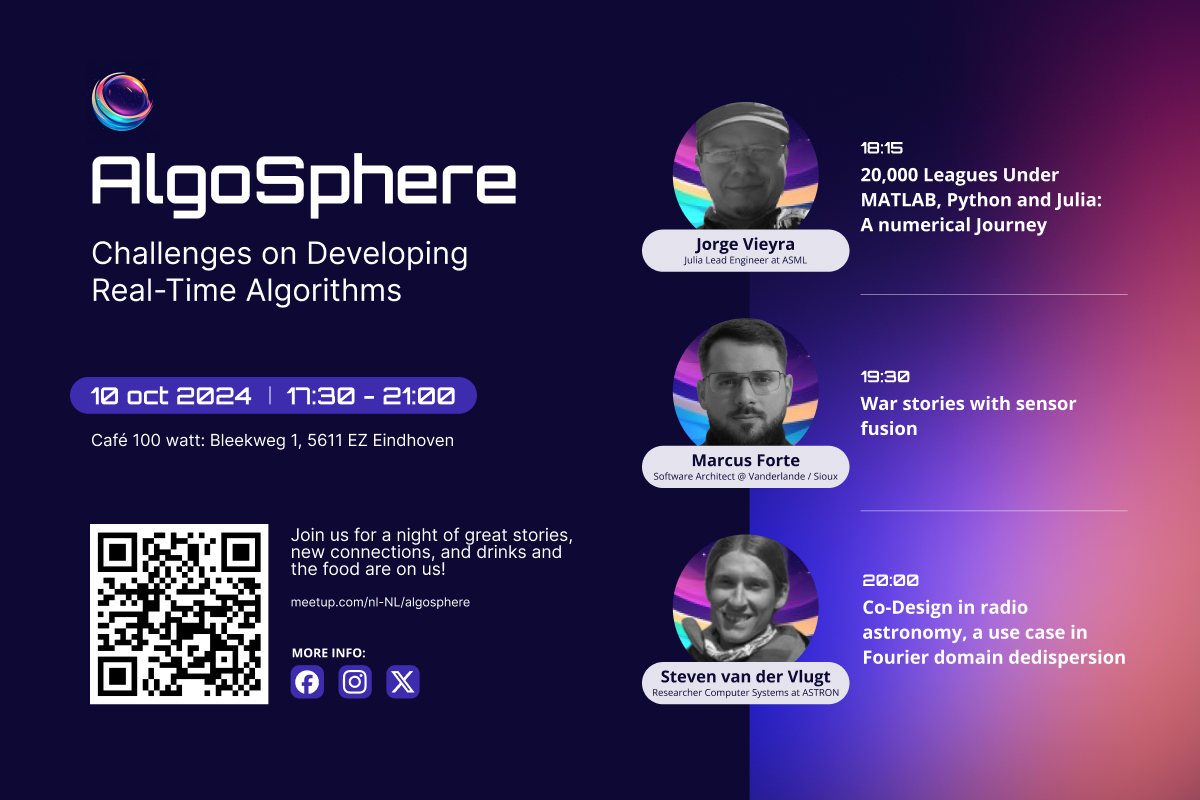 AlgoSphere
Challenges on Developing
Real-Time Algorithms
10 oct 2024 | 17:30 - 21:00
Café 100 watt: Bleekweg 1, 5611 EZ Eindhoven
Join us for a night of great stories,
new connections, and drinks and
the food are on us!
meetup.com/nl-NL/algosphere
MORE INFO:
Jorge Vieyra
Julia Lead Engineer at ASML
18:15
20,000 Leagues Under
MATLAB, Python and Julia:
A numerical Journey
Marcus Forte
Software Architect @ Vanderlande / Sioux
19:30
War stories with sensor
fusion
Steven van der Vlugt
Researcher Computer Systems at ASTRON
20:00
Co-Design in radio
astronomy, a use case in
Fourier domain dedispersion